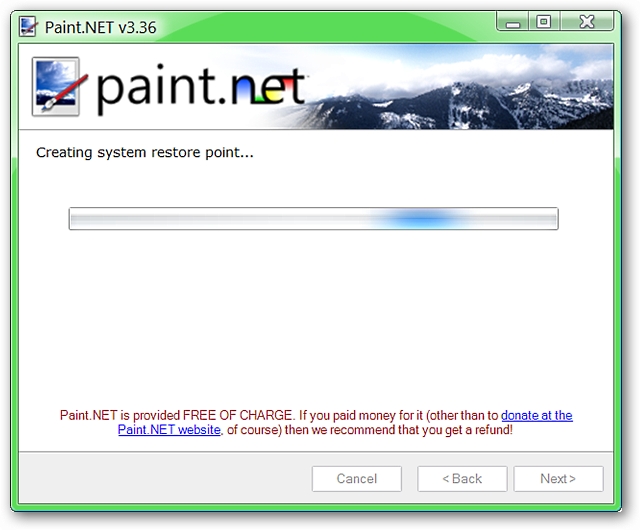 Paint.NET v3.36
paint.net
Creating system restore point...
Paint.NET is provided FREE OF CHARGE. If you paid money for it (other than to donate at the
Paint.NET website, of course) then we recommend that you get a refund!
Cancel
< Back
Next >